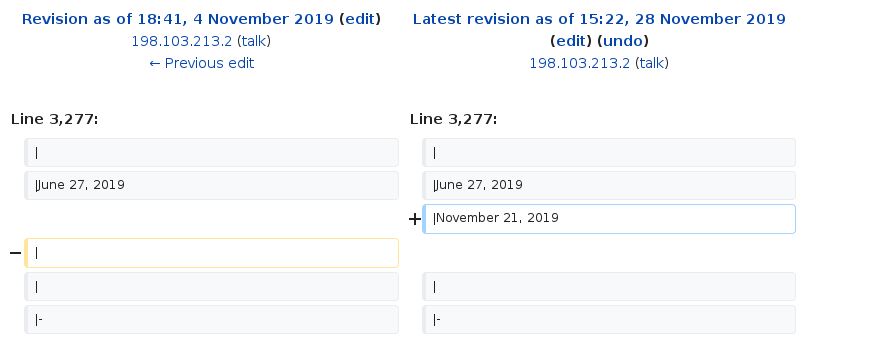 Revision as of 18:41, 4 November 2019 (edit)
198.103.213.2 (talk)
← Previous edit
Latest revision as of 15:22, 28 November 2019
(edit) (undo)
198.103.213.2 (talk)
Line 3,277:
Line 3,277:
|
|
|June 27, 2019
|June 27, 2019
+
|November 21, 2019
−
|
|
|
|-
|-